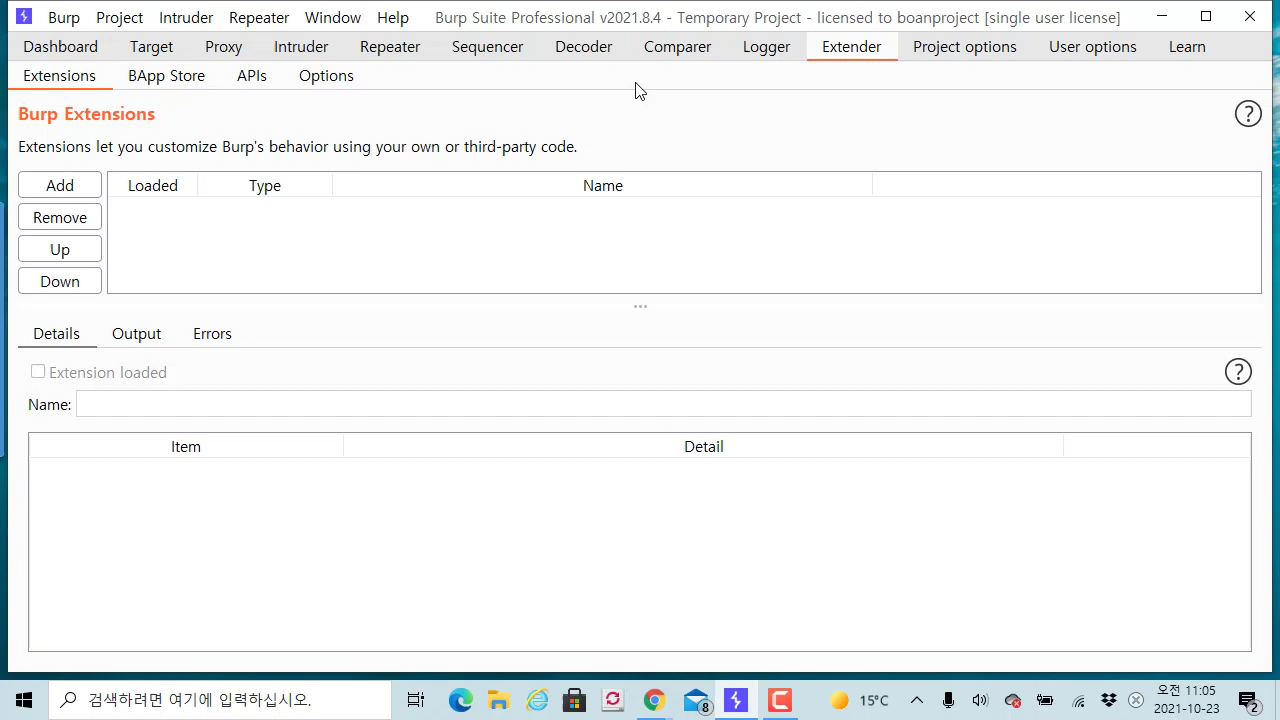 Burp Project Intruder Repeater Window Help Burp Suite Professional v2021.8.4 - Temporary Project - licensed to boanproject [single user license]
Dashboard Target Proxy Intruder Repeater Sequencer Decoder Comparer Logger Extender Project options User options Learn
Extensions BApp Store APIs Options
Burp Extensions
?
Extensions let you customize Burp's behavior using your own or third-party code.
Add Loaded Type Name
Remove
Up
Down
Details Output Errors
Extension loaded
?
Name:
Item Detail
검색하려면 여기에 입력하십시오.
8
15°C
오전 11:05
2021-10-23
2